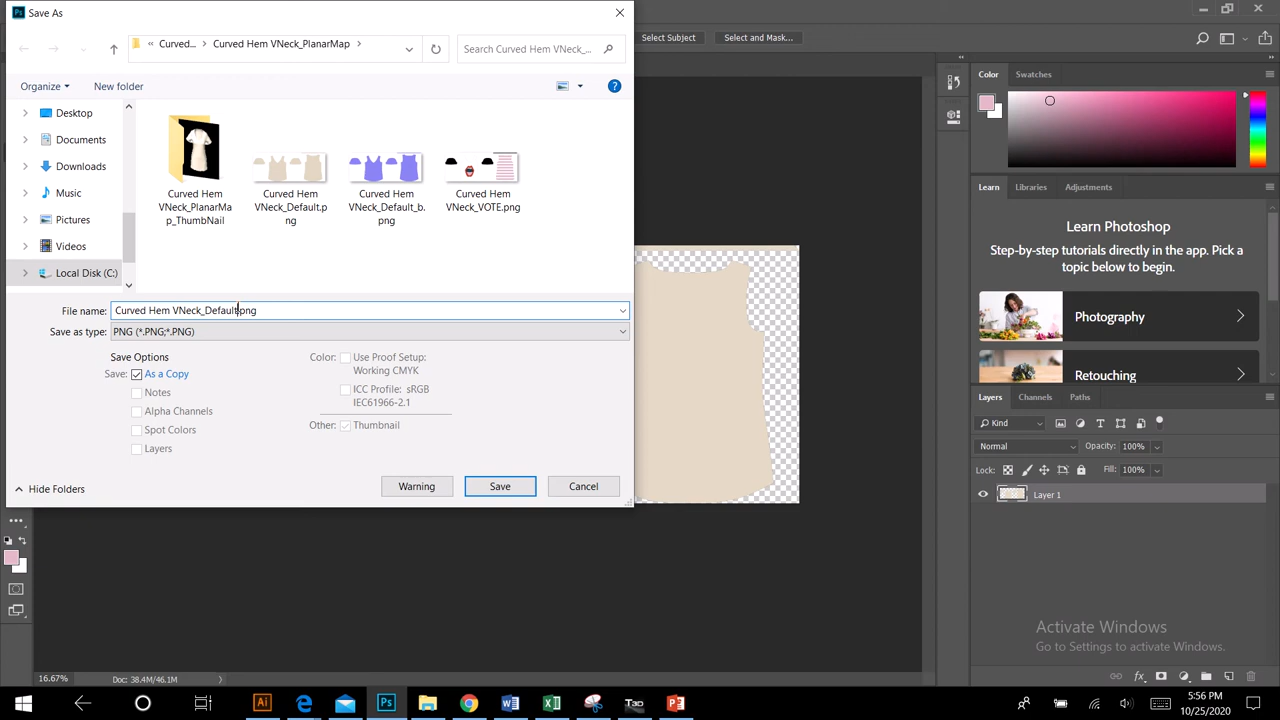 Save As
« Curved... > Curved Hem VNeck_PlanarMap >
Search Curved Hem VNeck_...
Select Subject
Select and Mask...
Organize
New folder
Desktop
Documents
Downloads
Music
Pictures
Videos
Local Disk (C:)
Curved Hem
VNeck_PlanarMa
p_ThumbNail
Curved Hem
VNeck_Default.p
ng
Curved Hem
VNeck_Default_b.
png
Curved Hem
VNeck_VOTE.png
File name:
Curved Hem VNeck_Default.png
Save as type:
PNG (*.PNG;*.PNG)
Save Options
Save:
As a Copy
Notes
Alpha Channels
Spot Colors
Layers
Color:
Use Proof Setup:
Working CMYK
ICC Profile: sRGB
IEC61966-2.1
Other:
Thumbnail
Hide Folders
Warning
Save
Cancel
Color
Swatches
Learn
Libraries
Adjustments
Learn Photoshop
Step-by-step tutorials directly in the app. Pick a
topic below to begin.
Photography
Retouching
Layers
Channels
Paths
Kind
Normal
Opacity: 100%
Lock:
Fill: 100%
Layer 1
Activate Windows
Go to Settings to activate Windows.
16.67%
Doc: 38.4M/46.1M
Ai
Ps
Tap
5:56 PM
10/25/2020